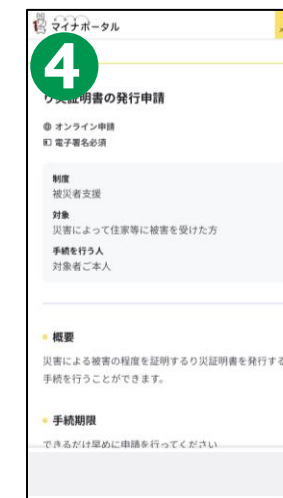 マイナポータル
4
り災証明書の発行申請
オンライン申請
電子署名必須
制度
被災者支援
対象
災害によって住家等に被害を受けた方
手続を行う人
対象者ご本人
概要
災害による被害の程度を証明するり災証明書を発行する
手続を行うことができます。
手続期限
できるだけ早めに申請を行ってください